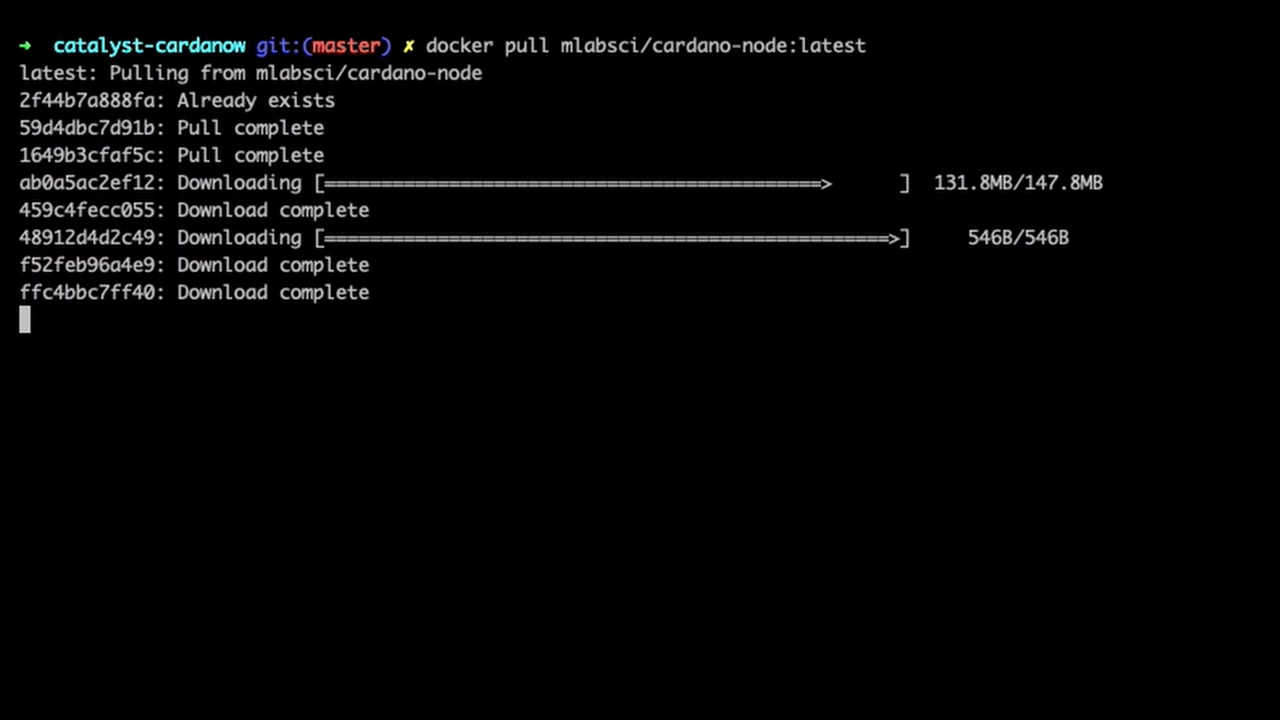 ➜ catalyst-cardanow git:(master) ✗ docker pull mlabsci/cardano-node:latest
latest: Pulling from mlabsci/cardano-node
2f44b7a888fa: Already exists
59d4dbc7d91b: Pull complete
1649b3cfaf5c: Pull complete
ab0a5ac2ef12: Downloading [============================================>      ] 131.8MB/147.8MB
459c4fecc055: Download complete
48912d4d2c49: Downloading [==================================================>] 546B/546B
f52feb96a4e9: Download complete
ffc4bbc7ff40: Download complete